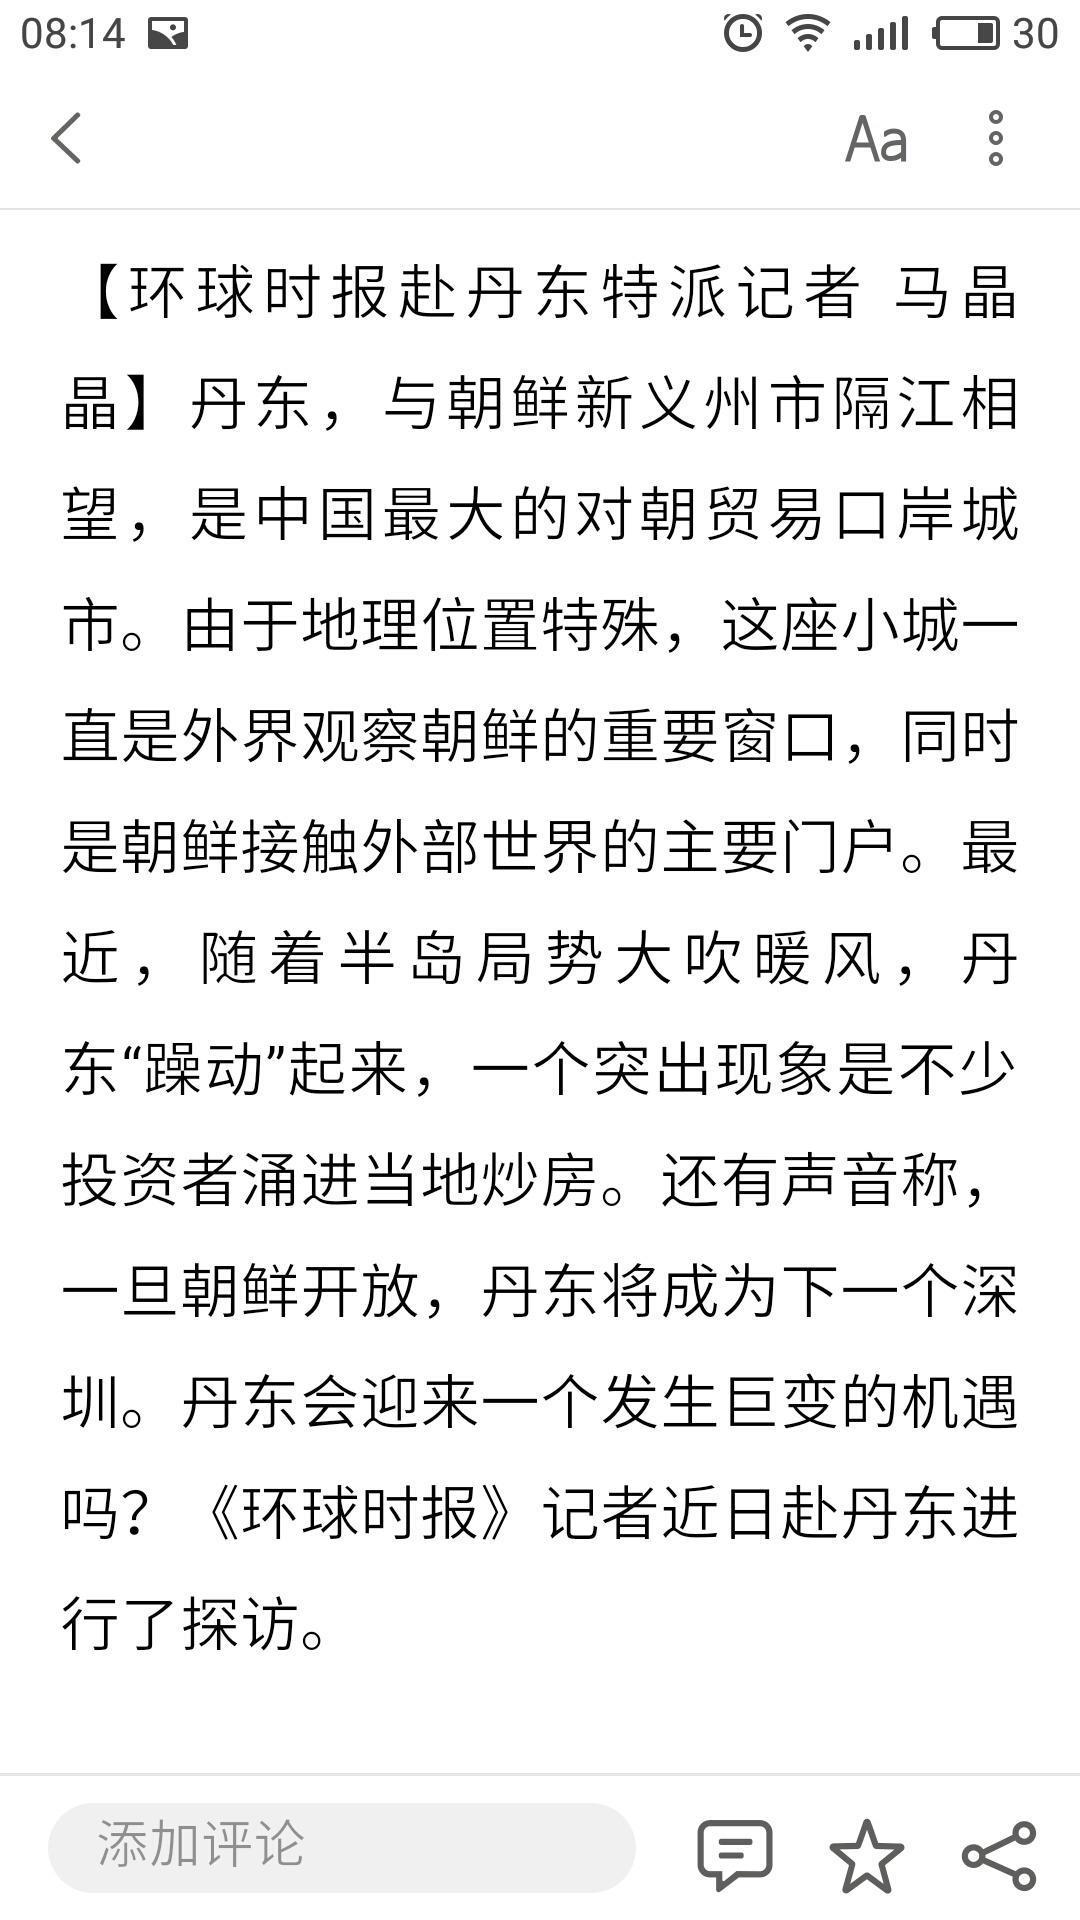 08:14
30
Aa
【环球时报赴丹东特派记者 马晶
晶】丹东，与朝鲜新义州市隔江相
望，是中国最大的对朝贸易口岸城
市。由于地理位置特殊，这座小城一
直是外界观察朝鲜的重要窗口，同时
是朝鲜接触外部世界的主要门户。最
近，随着半岛局势大吹暖风，丹
东“躁动”起来，一个突出现象是不少
投资者涌进当地炒房。还有声音称，
一旦朝鲜开放，丹东将成为下一个深
圳。丹东会迎来一个发生巨变的机遇
吗？《环球时报》记者近日赴丹东进
行了探访。
添加评论